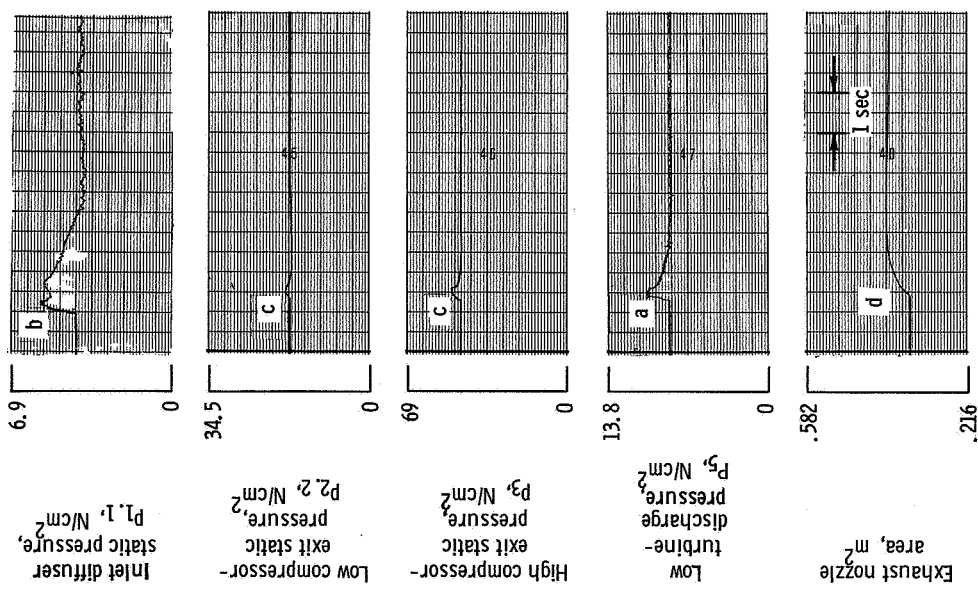 Inlet diffuser
static pressure,
p1.1, N/cm²
6.9
0
b
Low compressor-
exit static
pressure,
p2.2, N/cm²
34.5
0
c
45
High compressor-
exit static
pressure,
p3, N/cm²
69
0
c
46
Low
turbine-
discharge
pressure,
P5, N/cm²
13.8
0
a
47
Exhaust nozzle
area, m²
.582
.216
d
48
1 sec